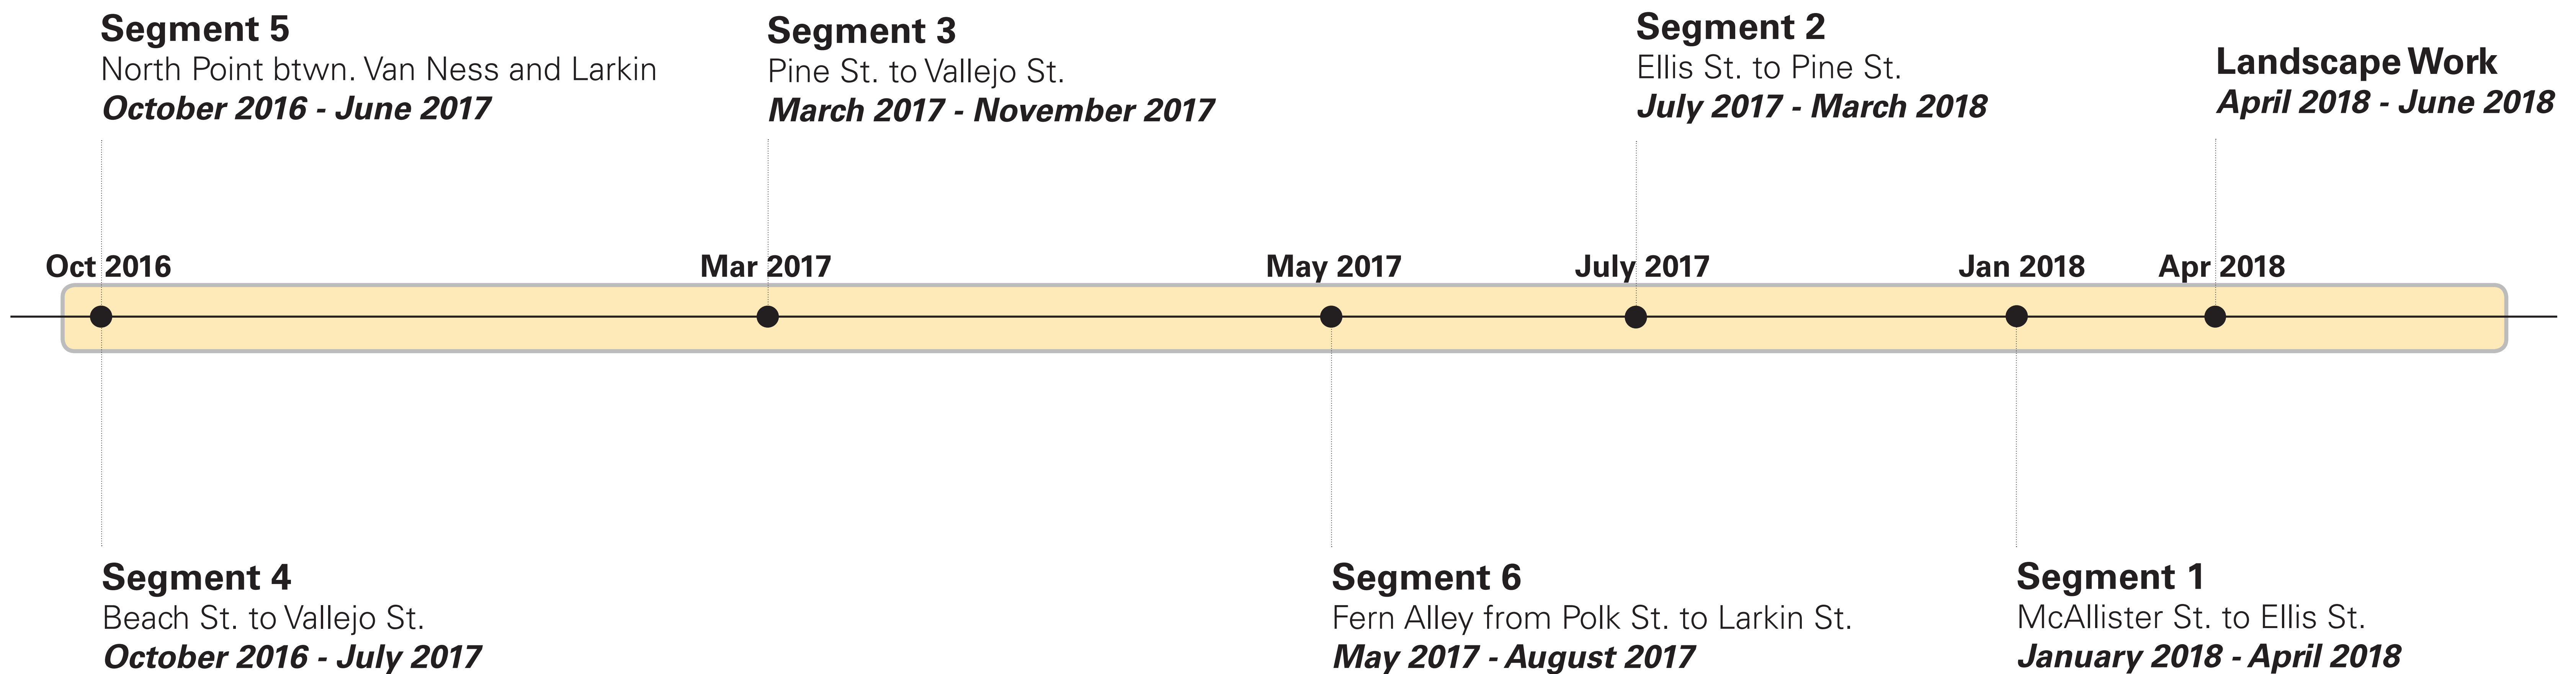 Segment 5
North Point btwn. Van Ness and Larkin
October 2016 - June 2017
Segment 3
Pine St. to Vallejo St.
March 2017 - November 2017
Segment 2
Ellis St. to Pine St.
July 2017 - March 2018
Landscape Work
April 2018 - June 2018
Oct 2016
Mar 2017
May 2017
July 2017
Jan 2018
Apr 2018
Segment 4
Beach St. to Vallejo St.
October 2016 - July 2017
Segment 6
Fern Alley from Polk St. to Larkin St.
May 2017 - August 2017
Segment 1
McAllister St. to Ellis St.
January 2018 - April 2018